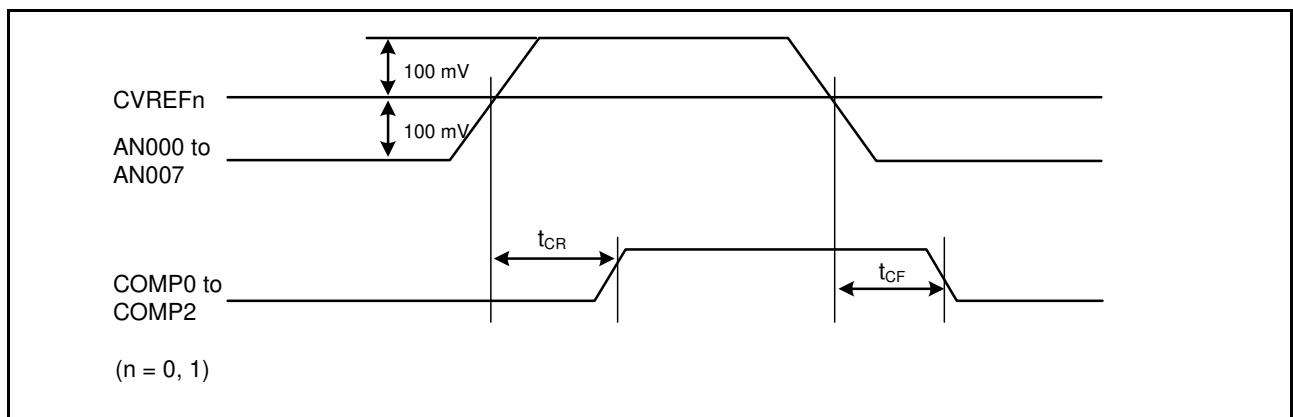 100 mV
CVREFn
100 mV
AN000 to
AN007
tCR
COMP0 to
COMP2
tCF
(n = 0, 1)